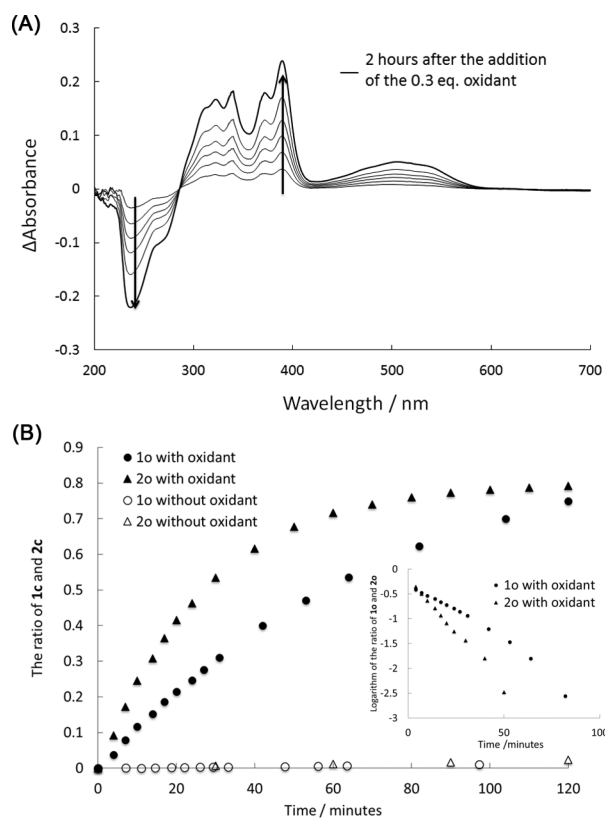 (A)
0.3
0.2
0.1
0
-0.1
-0.2
-0.3
ΔAbsorbance
2 hours after the addition
of the 0.3 eq. oxidant
200
300
400
500
600
700
Wavelength / nm
(B)
0.9
0.8
0.7
0.6
0.5
0.4
0.3
0.2
0.1
0
The ratio of 1c and 2c
1o with oxidant
2o with oxidant
1o without oxidant
2o without oxidant
0
-0.5
-1
-1.5
-2
-2.5
-3
Logarithm of the ratio of 1o and 2o
1o with oxidant
2o with oxidant
0
50
100
Time /minutes
0
20
40
60
80
100
120
Time / minutes